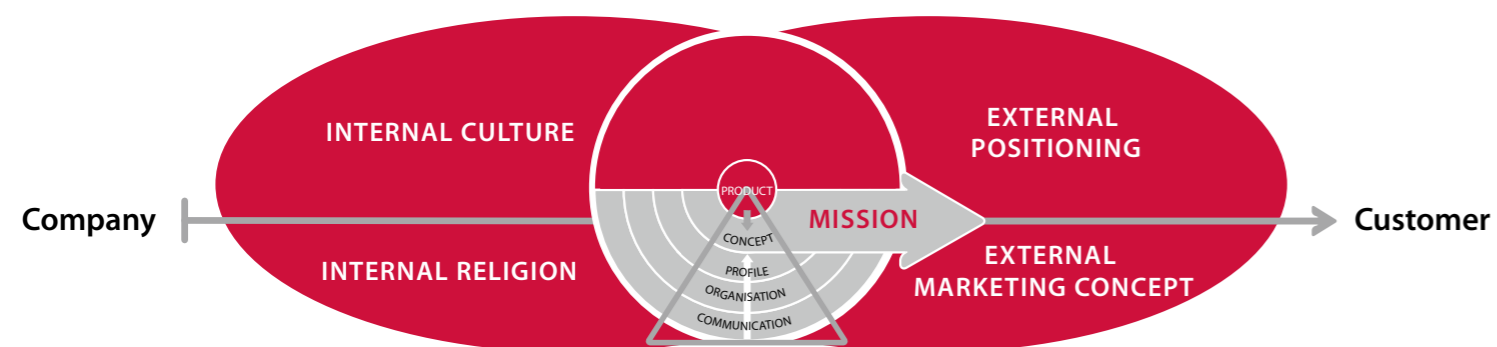 INTERNAL CULTURE
EXTERNAL
POSITIONING
PRODUCT
Company
MISSION
Customer
CONCEPT
INTERNAL RELIGION
PROFILE
EXTERNAL
MARKETING CONCEPT
ORGANISATION
COMMUNICATION